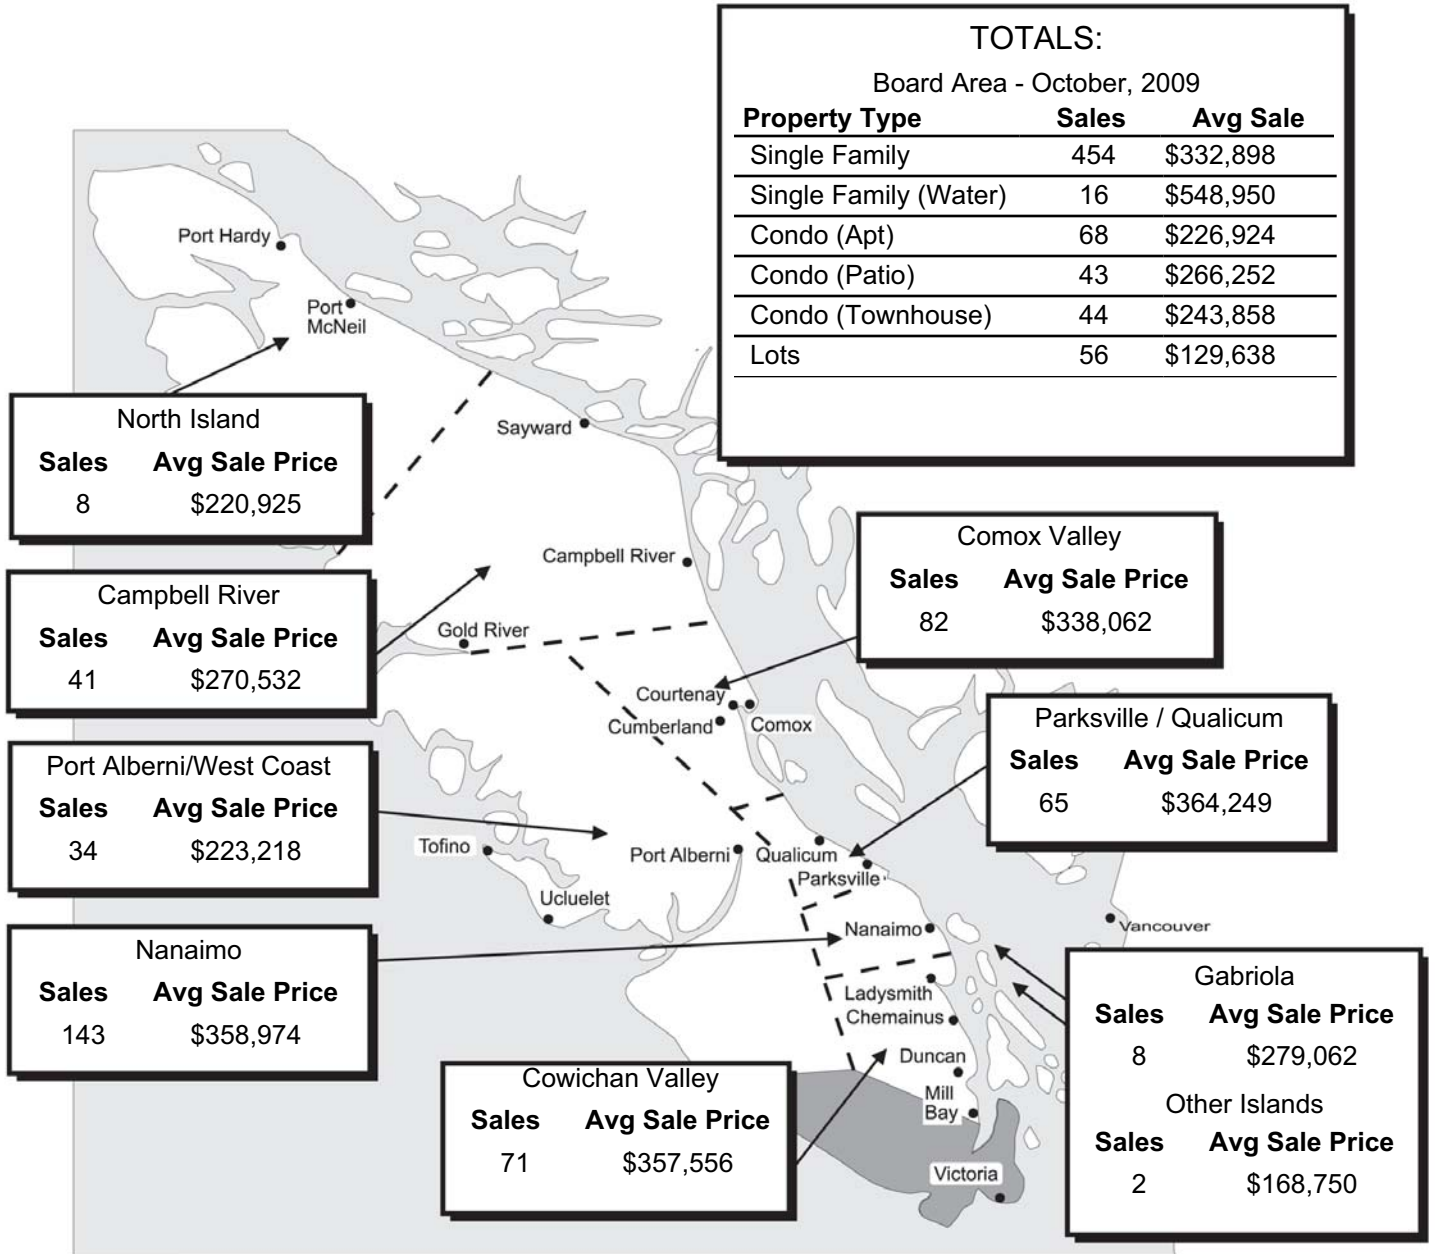 TOTALS:
Board Area - October, 2009
Property Type Sales Avg Sale
Single Family 454 $332,898
Single Family (Water) 16 $548,950
Condo (Apt) 68 $226,924
Condo (Patio) 43 $266,252
Condo (Townhouse) 44 $243,858
Lots 56 $129,638
Port Hardy
Port
McNeil
North Island
Sales Avg Sale Price
8 $220,925
Sayward
Campbell River
Campbell River
Sales Avg Sale Price
41 $270,532
Gold River
Comox Valley
Sales Avg Sale Price
82 $338,062
Courtenay
Cumberland
Comox
Parksville / Qualicum
Sales Avg Sale Price
65 $364,249
Port Alberni/West Coast
Sales Avg Sale Price
34 $223,218
Tofino
Port Alberni
Qualicum
Parksville
Ucluelet
Nanaimo
Vancouver
Nanaimo
Sales Avg Sale Price
143 $358,974
Ladysmith
Chemainus
Duncan
Mill
Bay
Victoria
Gabriola
Sales Avg Sale Price
8 $279,062
Other Islands
Sales Avg Sale Price
2 $168,750
Cowichan Valley
Sales Avg Sale Price
71 $357,556